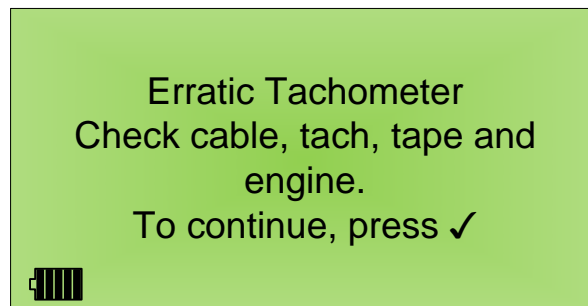 Erratic Tachometer
Check cable, tach, tape and
engine.
To continue, press ✓